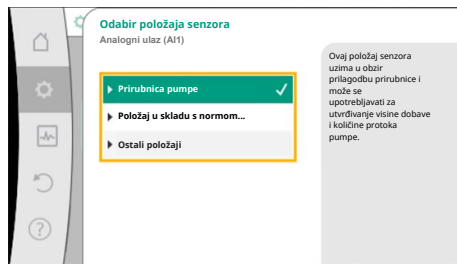 Odabir položaja senzora
Analogni ulaz (AI1)
Prirubnica pumpe
Položaj u skladu s normom...
Ostali položaji
Ovaj položaj senzora
uzima u obzir
prilagodbu prirubnice i
može se
upotrebljavati za
utvrđivanje visine dobave
i količine protoka
pumpe.